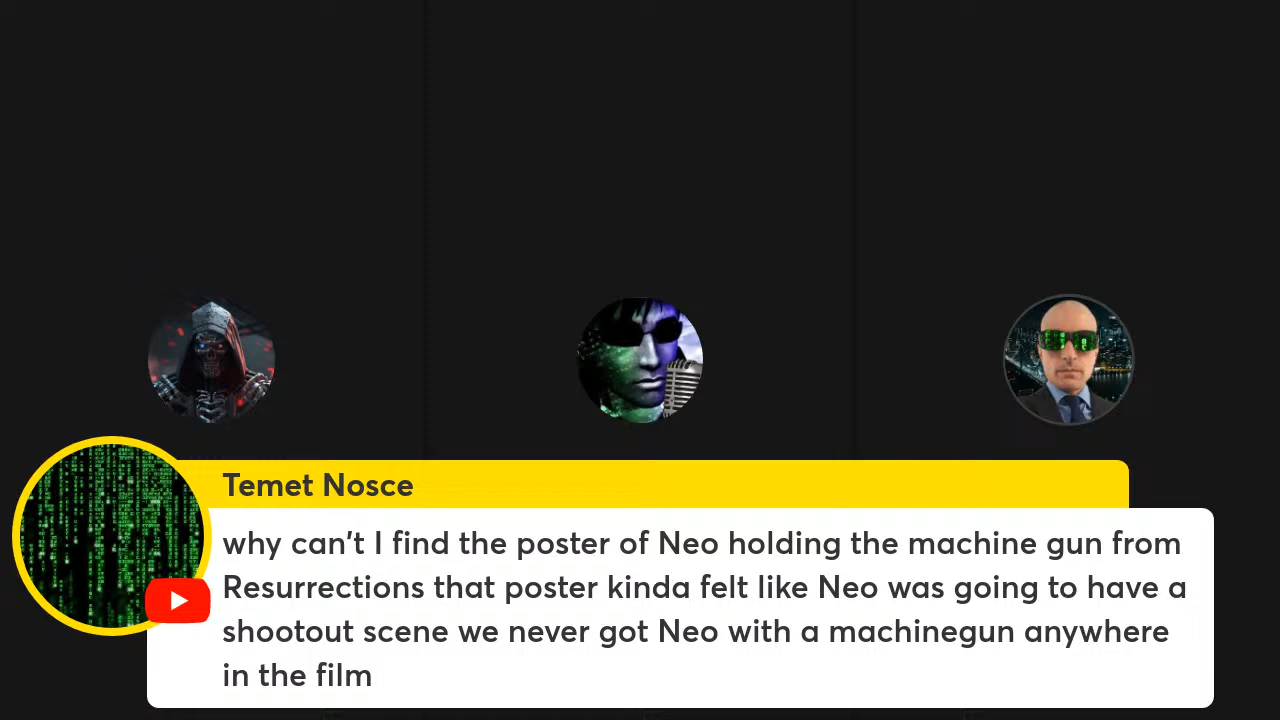 Temet Nosce
why can't I find the poster of Neo holding the machine gun from
Resurrections that poster kinda felt like Neo was going to have a
shootout scene we never got Neo with a machinegun anywhere
in the film